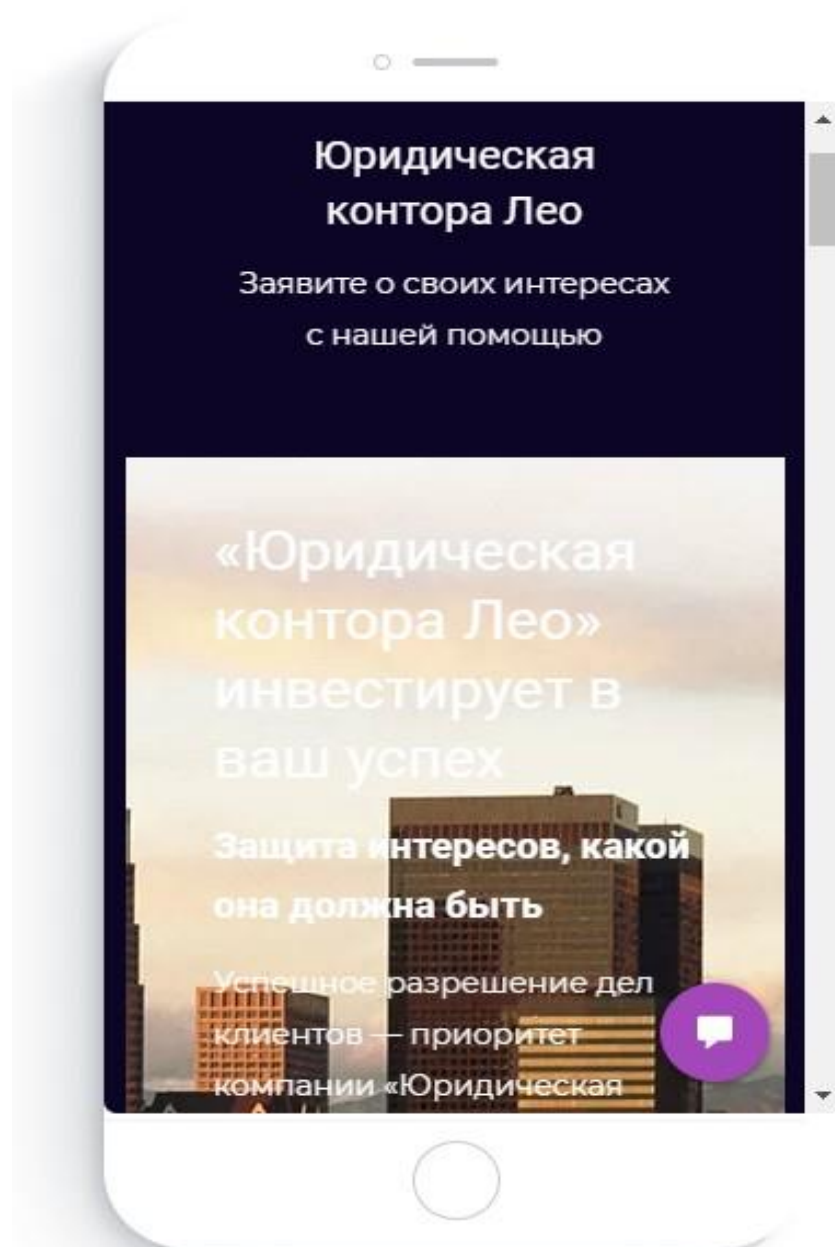 Юридическая
контора Лео
Заявите о своих интересах
с нашей помощью
«Юридическая
контора Лео»
инвестирует в
ваш успех
Защита интересов, какой
она должна быть
Успешное разрешение дел
клиентов — приоритет
компании «Юридическая